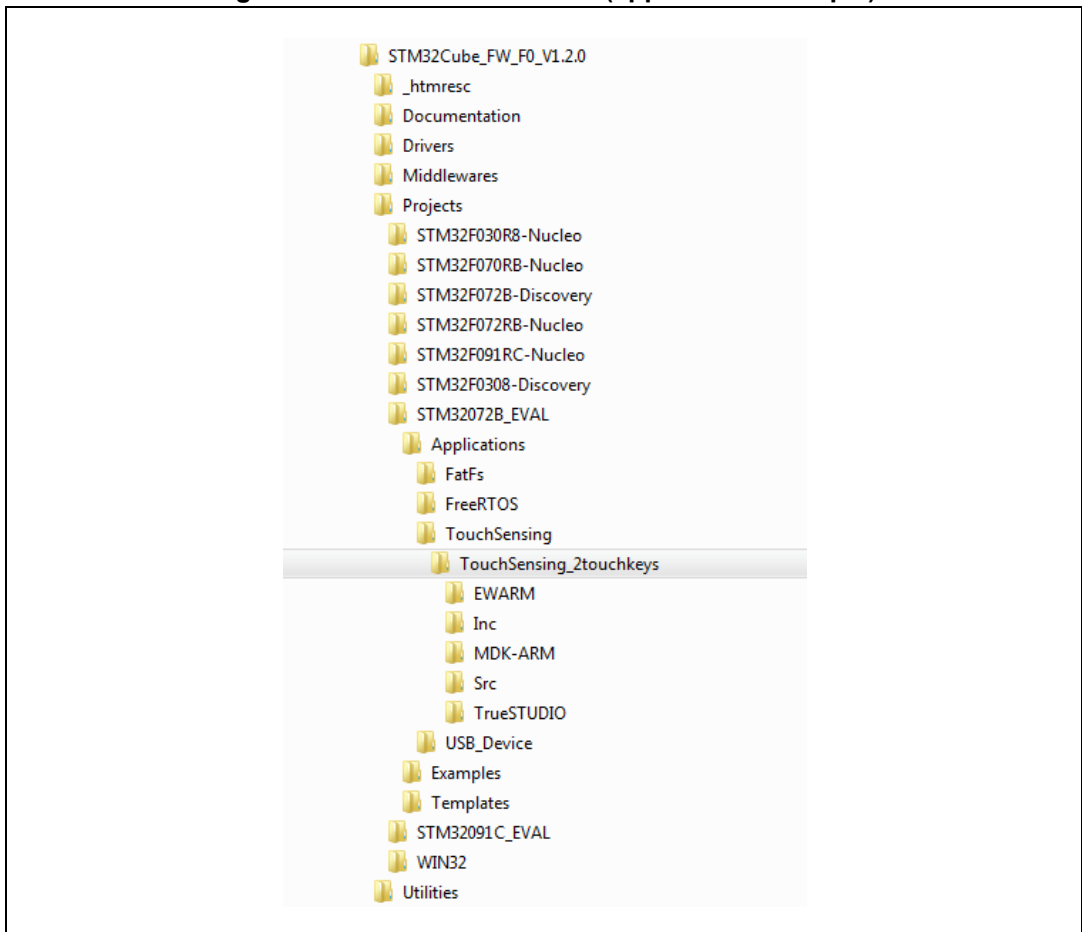 STM32Cube_FW_F0_V1.2.0
_htmresc
Documentation
Drivers
Middlewares
Projects
STM32F030R8-Nucleo
STM32F070RB-Nucleo
STM32F072B-Discovery
STM32F072RB-Nucleo
STM32F091RC-Nucleo
STM32F0308-Discovery
STM32072B_EVAL
Applications
FatFs
FreeRTOS
TouchSensing
TouchSensing_2touchkeys
EWARM
Inc
MDK-ARM
Src
TrueSTUDIO
USB_Device
Examples
Templates
STM32091C_EVAL
WIN32
Utilities